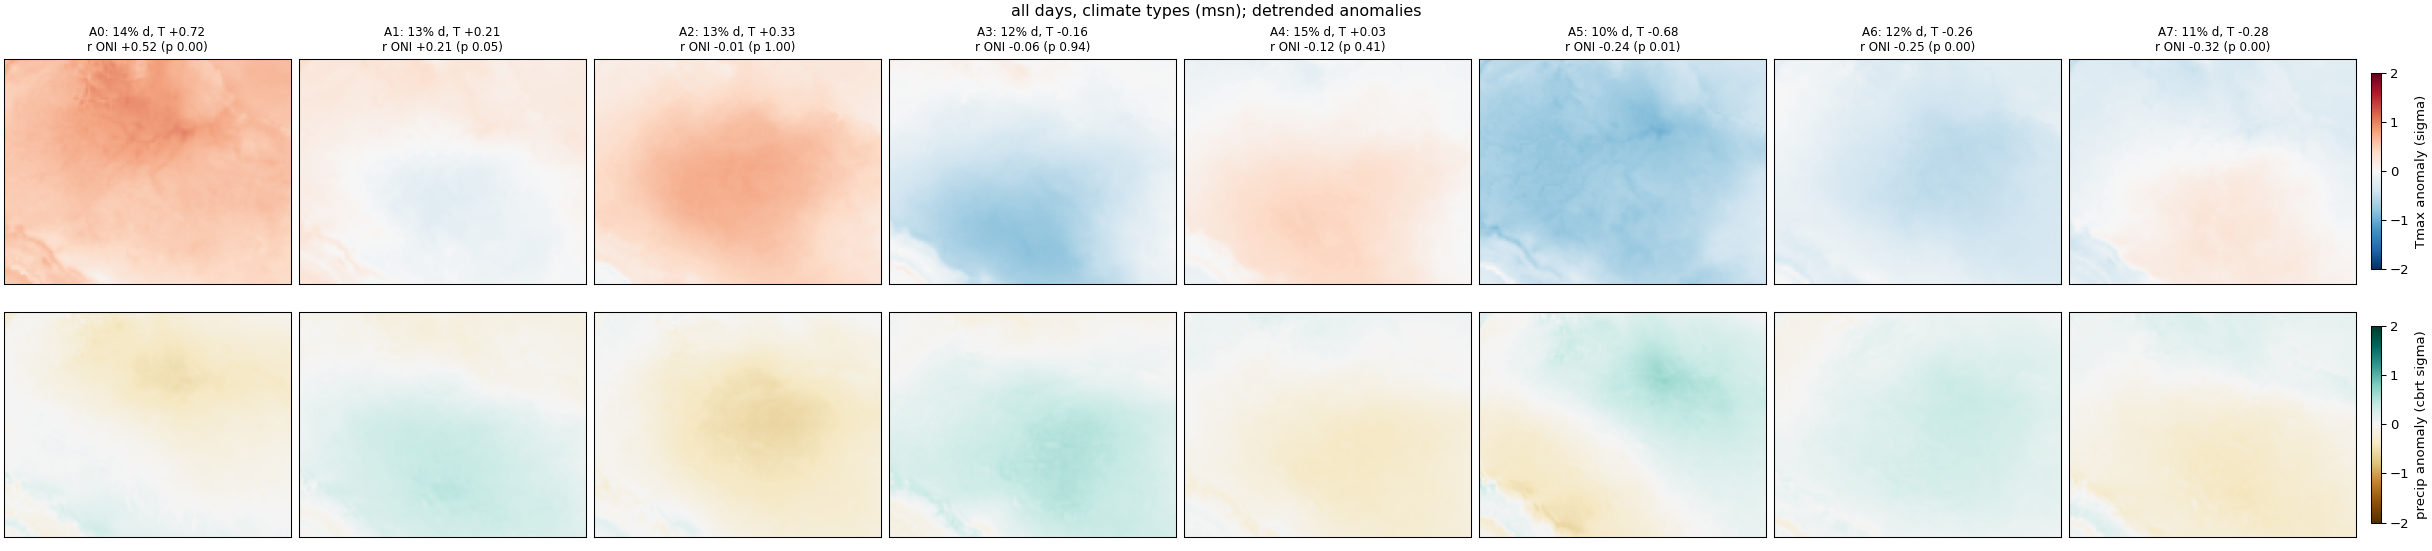 all days, climate types (msn); detrended anomalies
A0: 14% d, T +0.72
r ONI +0.52 (p 0.00)
A1: 13% d, T +0.21
r ONI +0.21 (p 0.05)
A2: 13% d, T +0.33
r ONI -0.01 (p 1.00)
A3: 12% d, T -0.16
r ONI -0.06 (p 0.94)
A4: 15% d, T +0.03
r ONI -0.12 (p 0.41)
A5: 10% d, T -0.68
r ONI -0.24 (p 0.01)
A6: 12% d, T -0.26
r ONI -0.25 (p 0.00)
A7: 11% d, T -0.28
r ONI -0.32 (p 0.00)
2
1
0
−1
−2
Tmax anomaly (sigma)
2
1
0
−1
−2
precip anomaly (cbrt sigma)